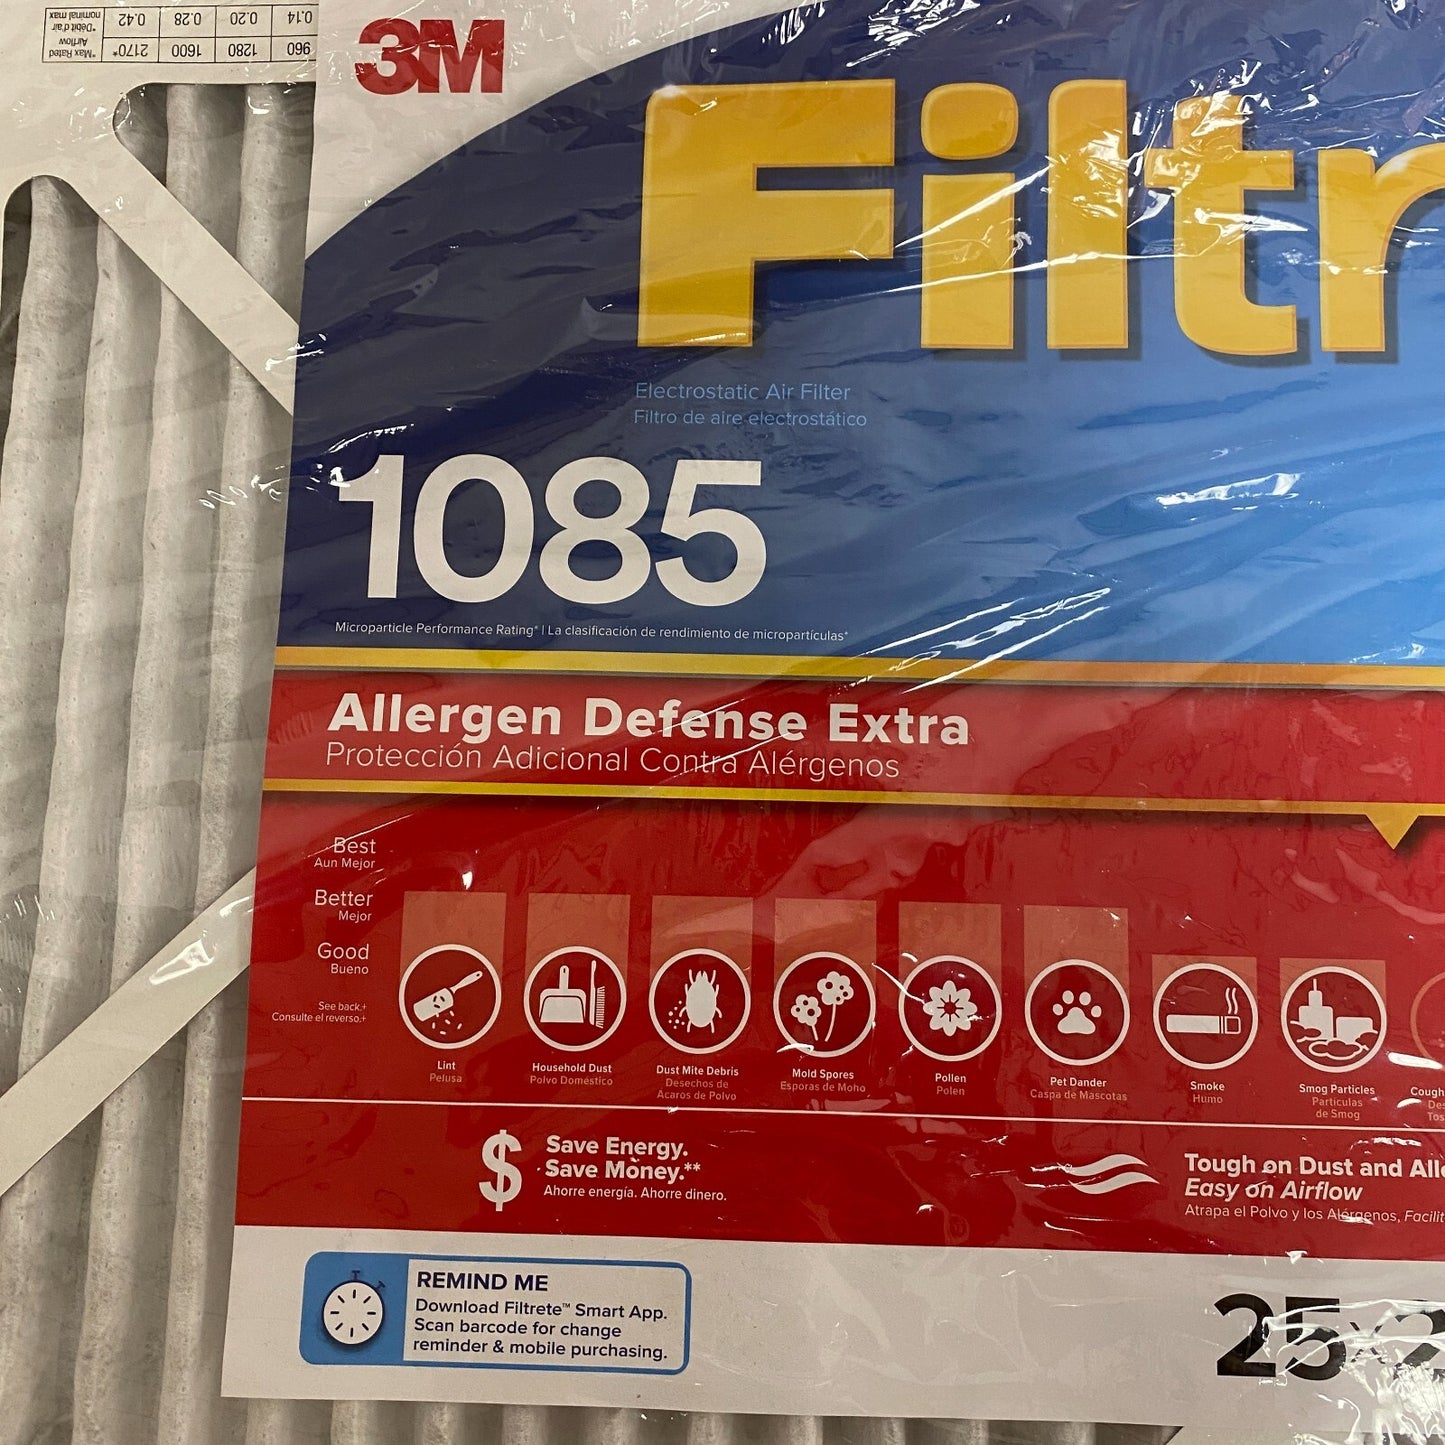 0.14 0.20 0.28 0.42 *Débit d'air nominal max
960 1280 1600 2170* *Max Rated Airflow
3M
Filtr
Electrostatic Air Filter
Filtro de aire electrostático
1085
Microparticle Performance Rating* | La clasificación de rendimiento de micropartículas*
Allergen Defense Extra
Protección Adicional Contra Alérgenos
Best
Aun Mejor
Better
Mejor
Good
Bueno
See back.+
Consulte el reverso.+
Lint
Pelusa
Household Dust
Polvo Doméstico
Dust Mite Debris
Desechos de
Ácaros de Polvo
Mold Spores
Esporas de Moho
Pollen
Polen
Pet Dander
Caspa de Mascotas
Smoke
Humo
Smog Particles
Partículas
de Smog
Cough
De
Tos
$ Save Energy.
Save Money.**
Ahorre energía. Ahorre dinero.
Tough on Dust and All
Easy on Airflow
Atrapa el Polvo y los Alérgenos, Facilit
REMIND ME
Download Filtrete™ Smart App.
Scan barcode for change
reminder & mobile purchasing.
25x2